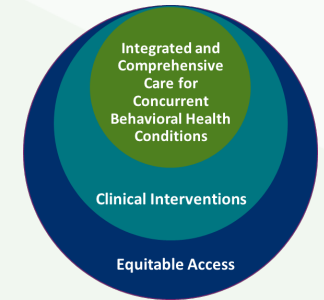 Integrated and
Comprehensive
Care for
Concurrent
Behavioral Health
Conditions
Clinical Interventions
Equitable Access